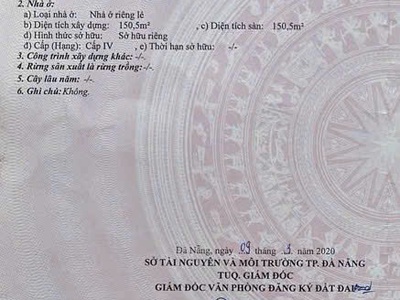 2. Nhà ở:
a) Loại nhà ở: Nhà ở riêng lẻ
b) Diện tích xây dựng: 150,5m² , c) Diện tích sàn: 150,5m²
d) Hình thức sở hữu: Sở hữu riêng
đ) Cấp (Hạng): Cấp IV , e) Thời hạn sở hữu: -/-
3. Công trình xây dựng khác: -/-
4. Rừng sản xuất là rừng trồng: -/-
5. Cây lâu năm: -/-
6. Ghi chú: Không.
Đà Nẵng, ngày 09 tháng 3 năm 2020
SỞ TÀI NGUYÊN VÀ MÔI TRƯỜNG TP. ĐÀ NẴNG
TUQ. GIÁM ĐỐC
GIÁM ĐỐC VĂN PHÒNG ĐĂNG KÝ ĐẤT ĐAI